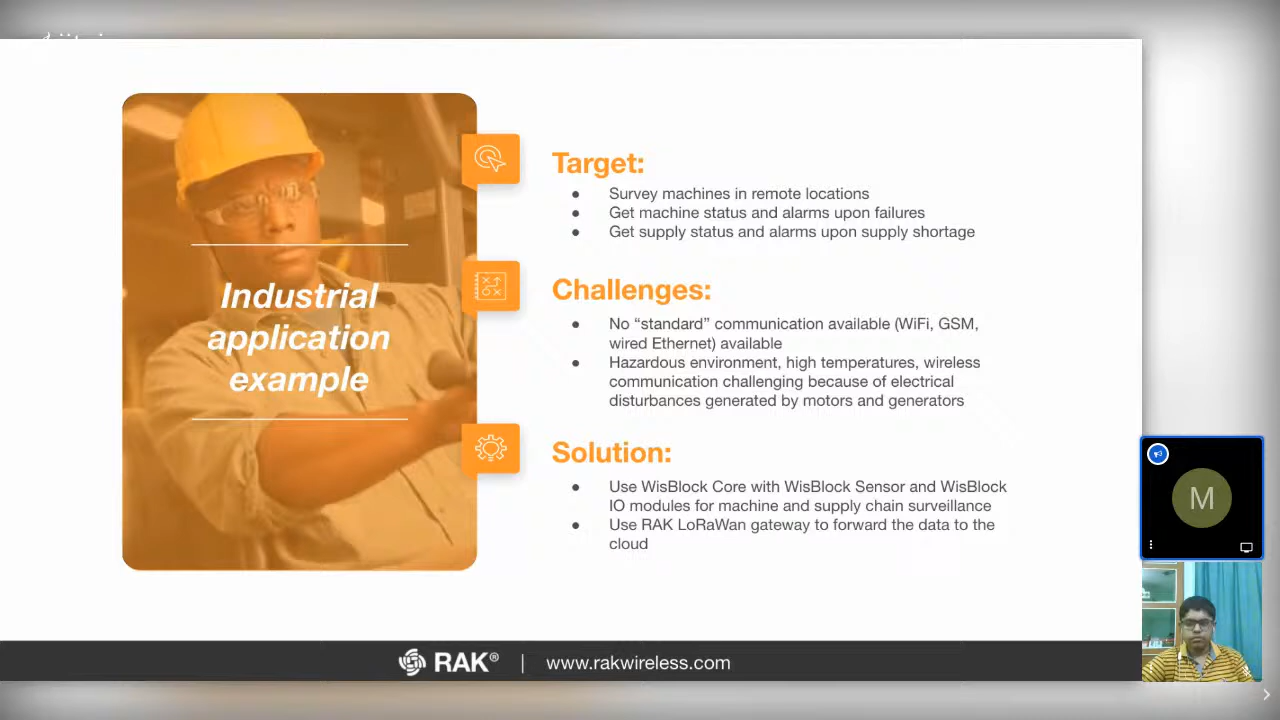 Industrial
application
example
Target:
● Survey machines in remote locations
● Get machine status and alarms upon failures
● Get supply status and alarms upon supply shortage
Challenges:
● No “standard” communication available (WiFi, GSM,
wired Ethernet) available
● Hazardous environment, high temperatures, wireless
communication challenging because of electrical
disturbances generated by motors and generators
Solution:
● Use WisBlock Core with WisBlock Sensor and WisBlock
IO modules for machine and supply chain surveillance
● Use RAK LoRaWan gateway to forward the data to the
cloud
M
RAK® | www.rakwireless.com